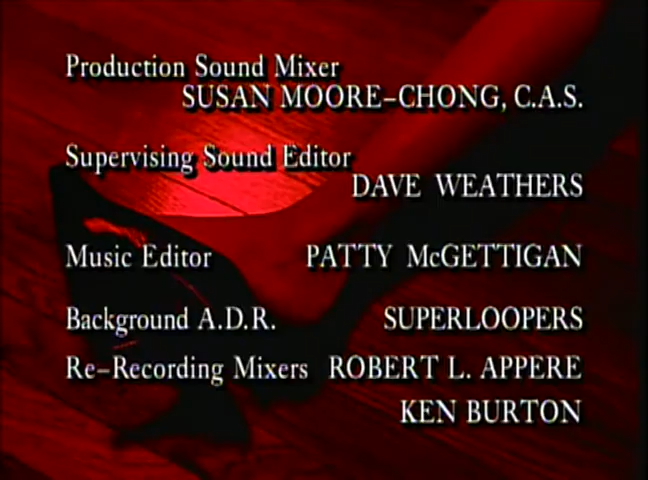 Production Sound Mixer
SUSAN MOORE-CHONG, C.A.S.
Supervising Sound Editor
DAVE WEATHERS
Music Editor PATTY McGETTIGAN
Background A.D.R. SUPERLOOPERS
Re-Recording Mixers ROBERT L. APPERE
KEN BURTON